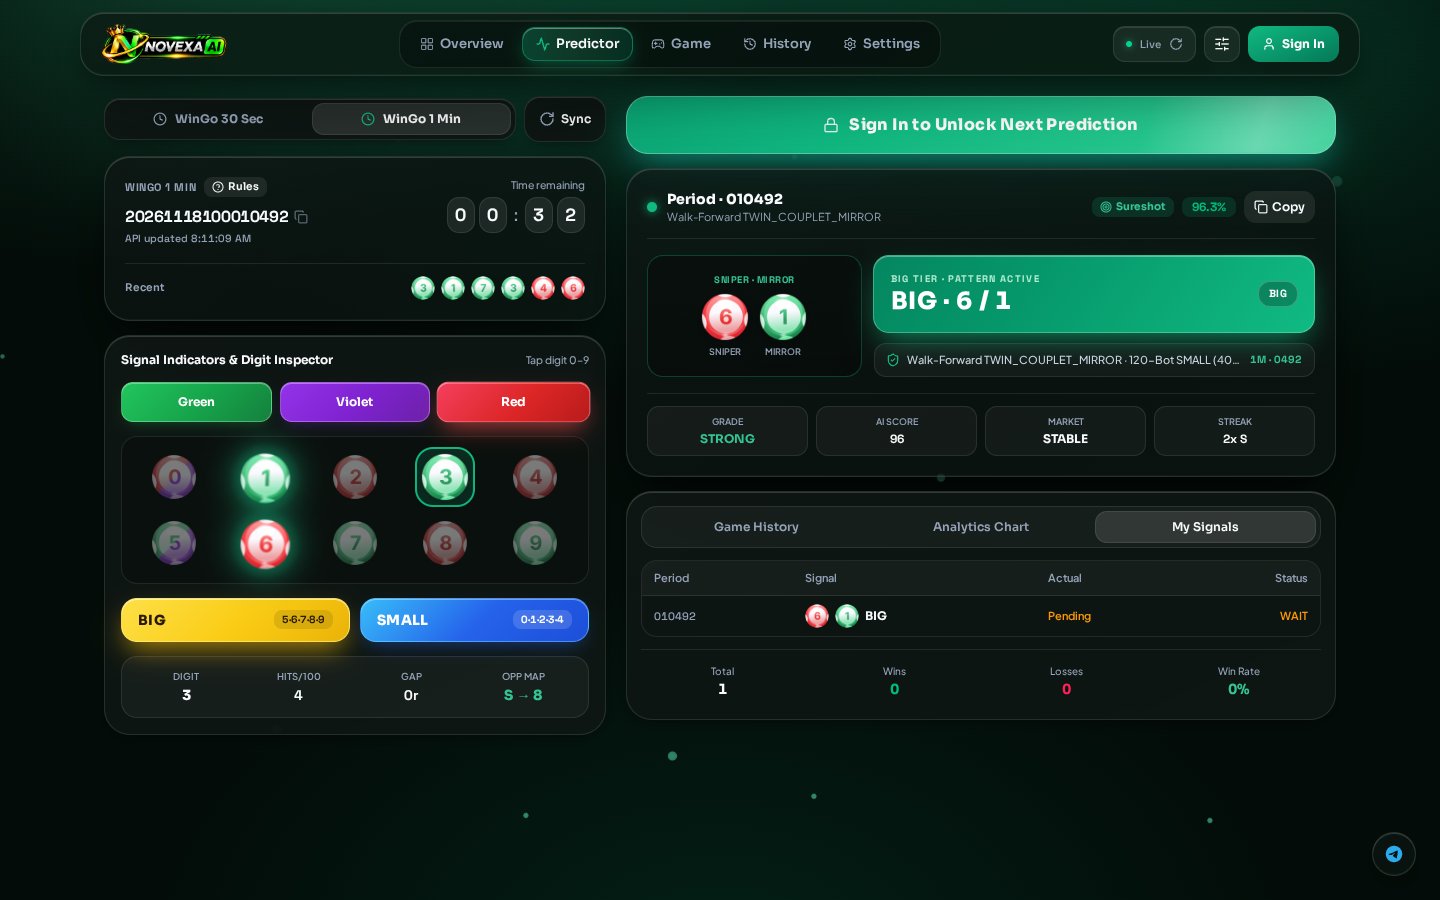 NOVEXA AI
Overview
Predictor
Game
History
Settings
Live
Sign In
WinGo 30 Sec
WinGo 1 Min
Sync
Sign In to Unlock Next Prediction
WINGO 1 MIN
Rules
Time remaining
20261118100010492
0 0 : 3 2
API updated 8:11:09 AM
Recent
3 1 7 3 4 6
Period · 010492
Walk-Forward TWIN_COUPLET_MIRROR
Sureshot
96.3%
Copy
SNIPER · MIRROR
6 1
SNIPER MIRROR
BIG TIER · PATTERN ACTIVE
BIG · 6 / 1
BIG
Walk-Forward TWIN_COUPLET_MIRROR · 120-Bot SMALL (40...
1M · 0492
GRADE
STRONG
AI SCORE
96
MARKET
STABLE
STREAK
2x S
Signal Indicators & Digit Inspector
Tap digit 0-9
Green
Violet
Red
0 1 2 3 4
5 6 7 8 9
BIG
5·6·7·8·9
SMALL
0·1·2·3·4
DIGIT
3
HITS/100
4
GAP
0r
OPP MAP
S → 8
Game History
Analytics Chart
My Signals
Period Signal Actual Status
010492 6 1 BIG Pending WAIT
Total
1
Wins
0
Losses
0
Win Rate
0%